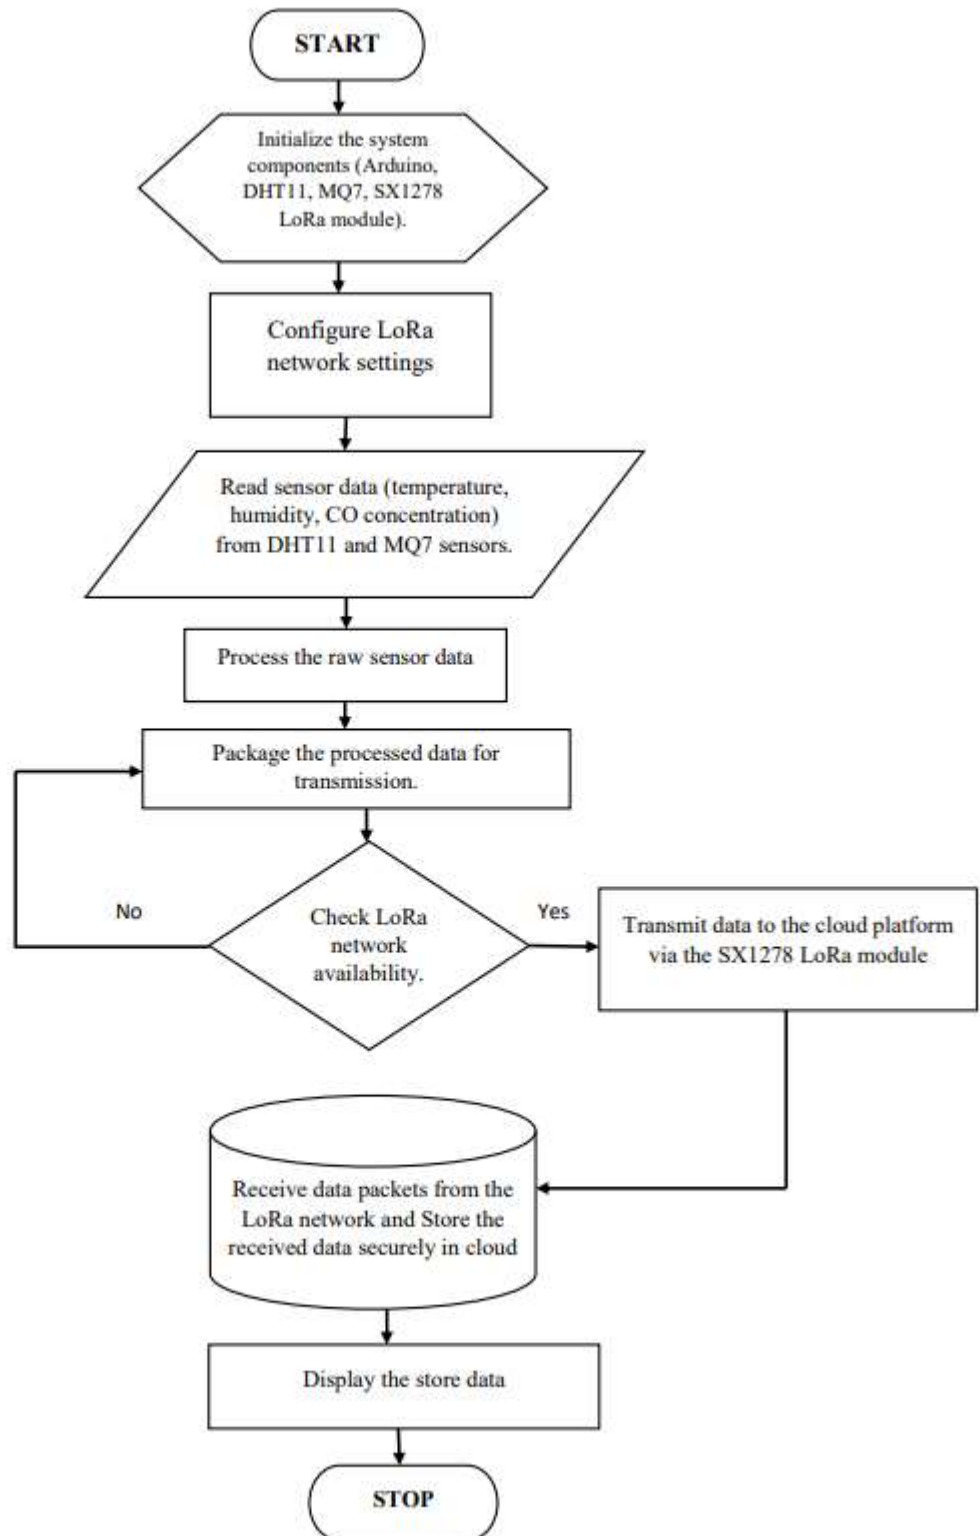 START
Initialize the system
components (Arduino,
DHT11, MQ7, SX1278
LoRa module).
Configure LoRa
network settings
Read sensor data (temperature,
humidity, CO concentration)
from DHT11 and MQ7 sensors.
Process the raw sensor data
Package the processed data for
transmission.
No
Check LoRa
network
availability.
Yes
Transmit data to the cloud platform
via the SX1278 LoRa module
Receive data packets from the
LoRa network and Store the
received data securely in cloud
Display the store data
STOP